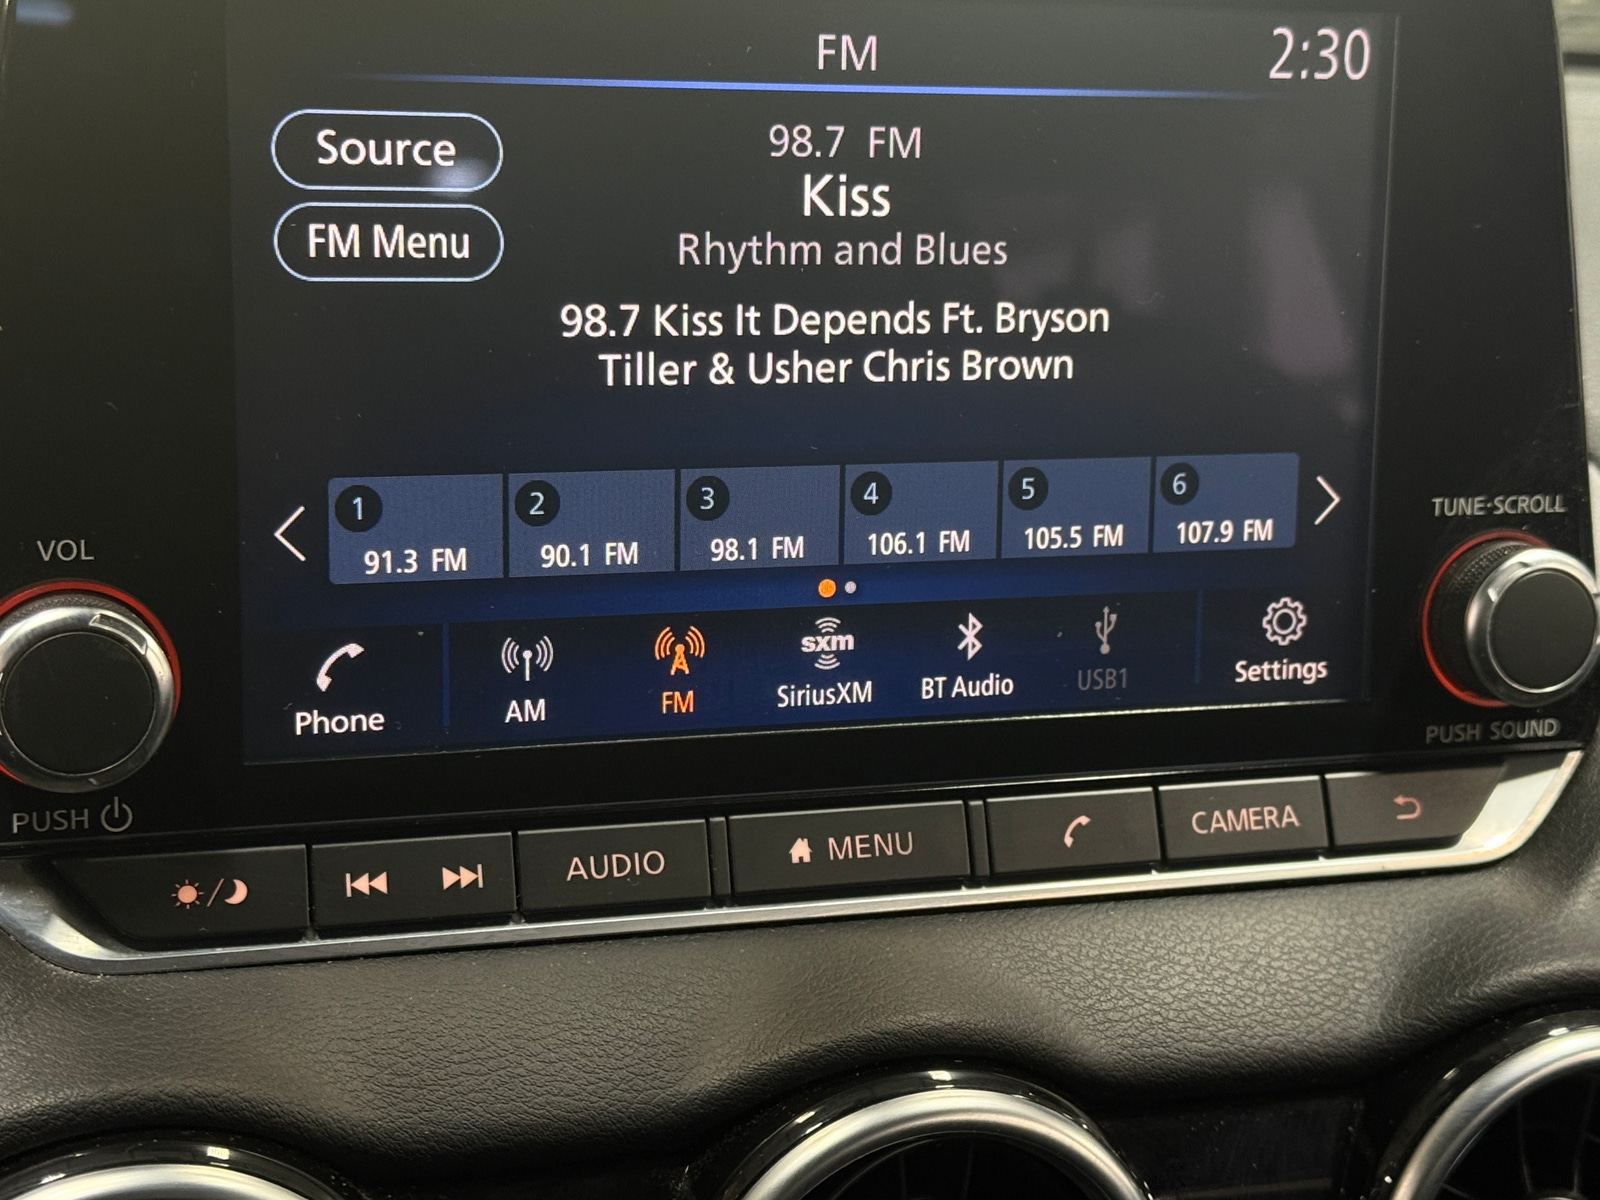 FM
2:30
Source
98.7 FM
Kiss
FM Menu
Rhythm and Blues
98.7 Kiss It Depends Ft. Bryson
Tiller & Usher Chris Brown
1
91.3 FM
2
90.1 FM
3
98.1 FM
4
106.1 FM
5
105.5 FM
6
107.9 FM
VOL
PUSH
TUNE·SCROLL
PUSH SOUND
Phone
AM
FM
sxm
SiriusXM
BT Audio
USB1
Settings
AUDIO
MENU
CAMERA